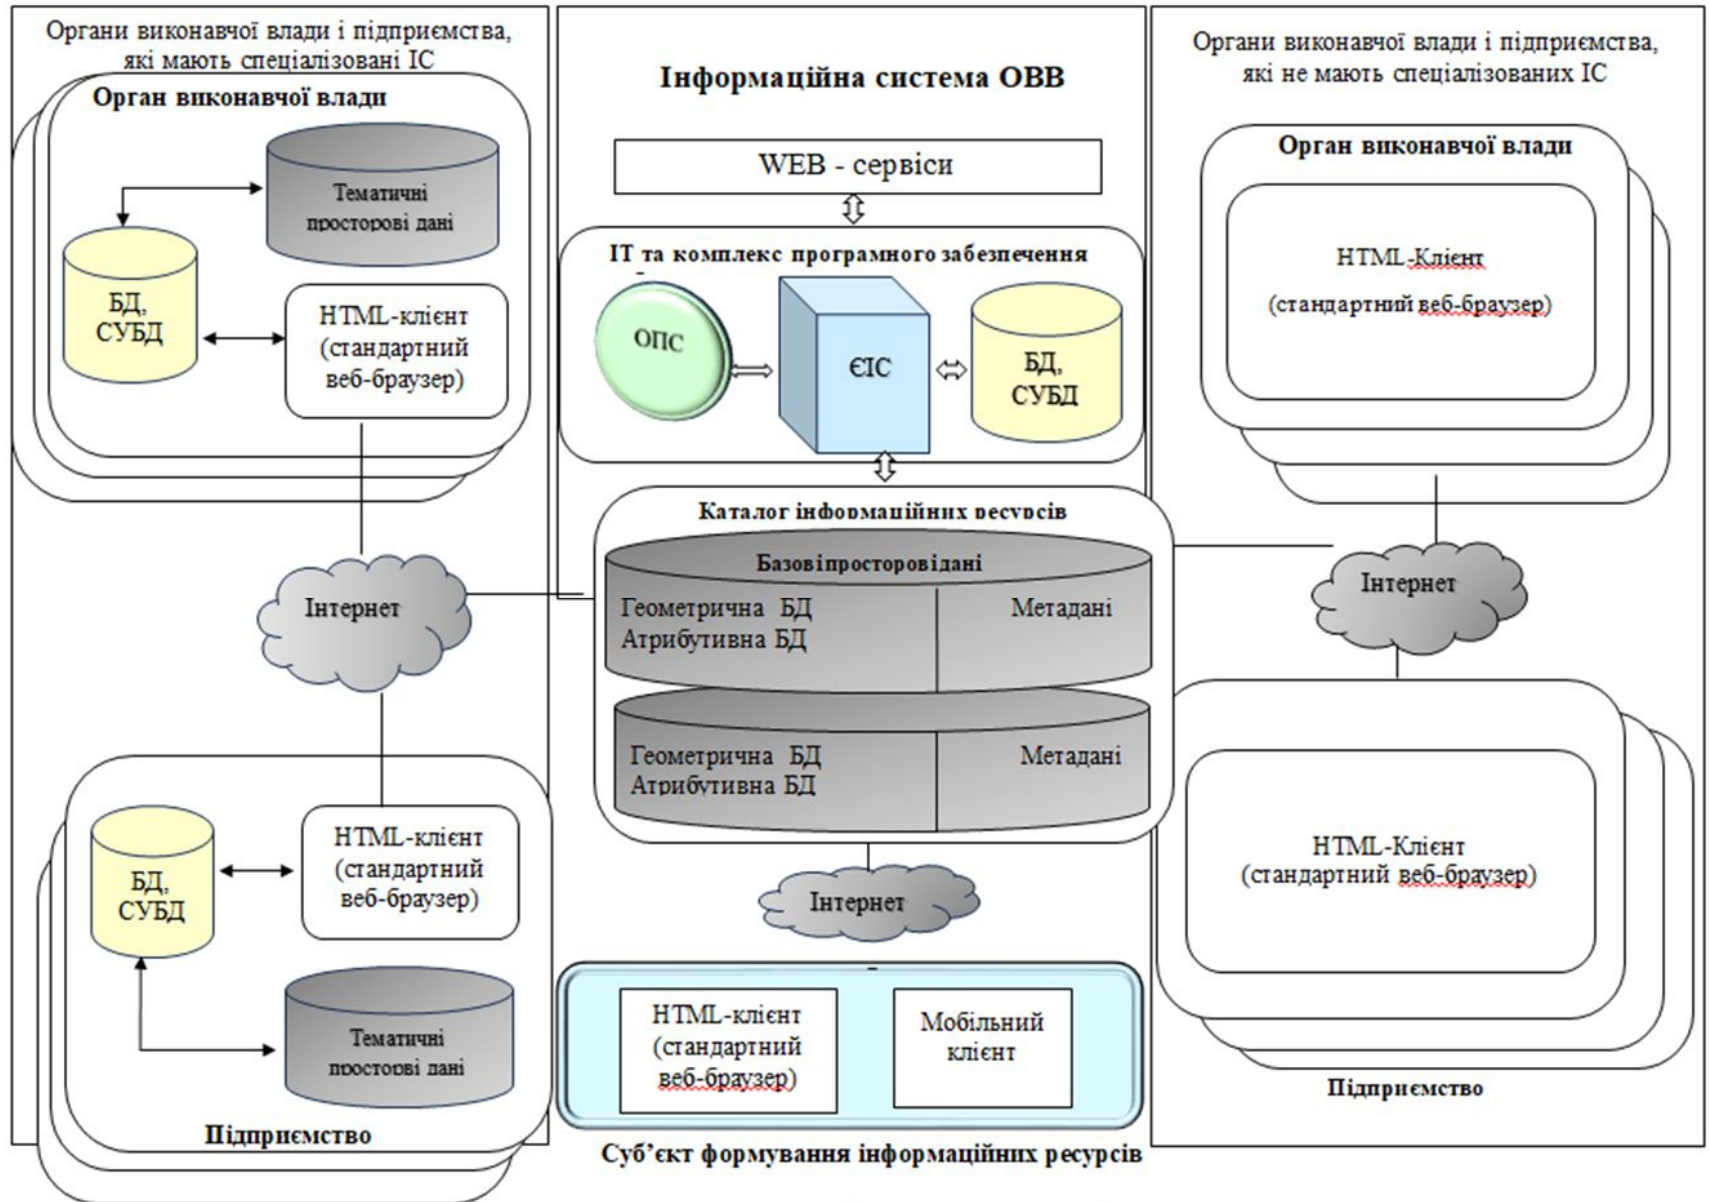 Органи виконавчої влади і підприємства,
які мають спеціалізовані ІС
Орган виконавчої влади
Тематичні
просторові дані
БД,
СУБД
HTML-клієнт
(стандартний
веб-браузер)
Інтернет
HTML-клієнт
(стандартний
веб-браузер)
БД,
СУБД
Тематичні
просторві дані
Підприємство
Інформаційна система ОВВ
WEB - сервіси
ІТ та комплекс програмного забезпечення
ОПС
ЄІС
БД,
СУБД
Каталог інформаційних ресурсів
Базовіпросторовідані
Геометрична БД
Атрибутивна БД
Метадані
Геометрична БД
Атрибутивна БД
Метадані
Інтернет
HTML-клієнт
(стандартний
веб-браузер)
Мобільний
клієнт
Суб’єкт формування інформаційних ресурсів
Органи виконавчої влади і підприємства,
які не мають спеціалізованих ІС
Орган виконавчої влади
HTML-Клієнт
(стандартний веб-браузер)
Інтернет
HTML-Клієнт
(стандартний веб-браузер)
Підприємство